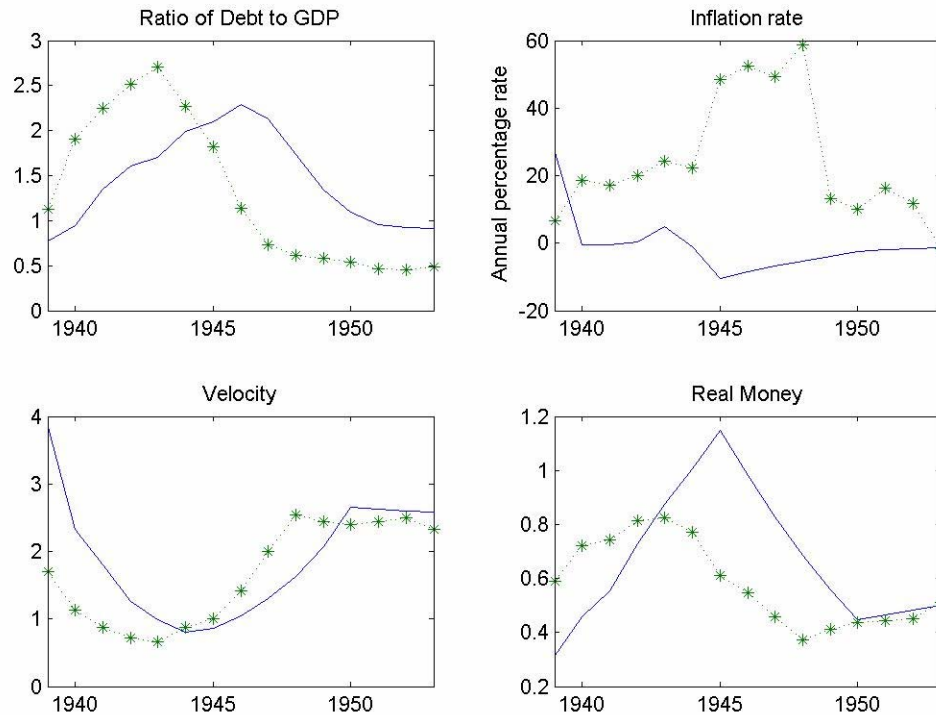 Ratio of Debt to GDP
3
2.5
2
1.5
1
0.5
0
1940 1945 1950
Inflation rate
Annual percentage rate
60
40
20
0
-20
1940 1945 1950
Velocity
4
3
2
1
0
1940 1945 1950
Real Money
1.2
1
0.8
0.6
0.4
0.2
1940 1945 1950